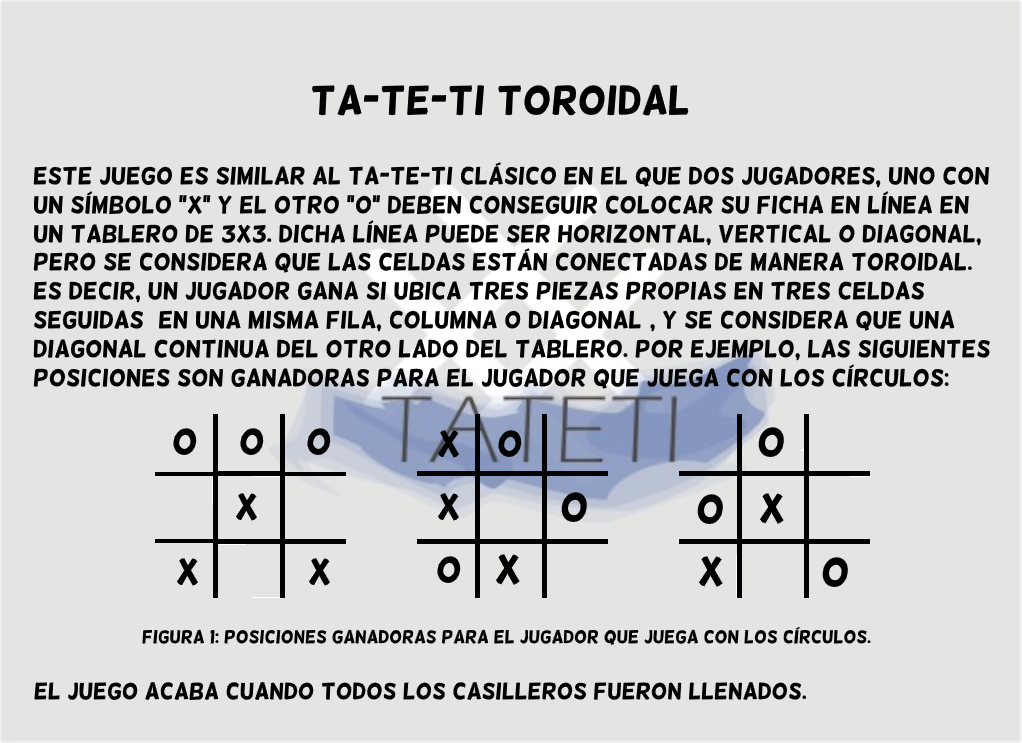 TA-TE-TI TOROIDAL
ESTE JUEGO ES SIMILAR AL TA-TE-TI CLÁSICO EN EL QUE DOS JUGADORES, UNO CON
UN SÍMBOLO "X" Y EL OTRO "O" DEBEN CONSEGUIR COLOCAR SU FICHA EN LÍNEA EN
UN TABLERO DE 3X3. DICHA LÍNEA PUEDE SER HORIZONTAL, VERTICAL O DIAGONAL,
PERO SE CONSIDERA QUE LAS CELDAS ESTÁN CONECTADAS DE MANERA TOROIDAL.
ES DECIR, UN JUGADOR GANA SI UBICA TRES PIEZAS PROPIAS EN TRES CELDAS
SEGUIDAS EN UNA MISMA FILA, COLUMNA O DIAGONAL , Y SE CONSIDERA QUE UNA
DIAGONAL CONTINUA DEL OTRO LADO DEL TABLERO. POR EJEMPLO, LAS SIGUIENTES
POSICIONES SON GANADORAS PARA EL JUGADOR QUE JUEGA CON LOS CÍRCULOS:
TATETI
O O O X O O
X X O O X
X X O X X O
FIGURA 1: POSICIONES GANADORAS PARA EL JUGADOR QUE JUEGA CON LOS CÍRCULOS.
EL JUEGO ACABA CUANDO TODOS LOS CASILLEROS FUERON LLENADOS.